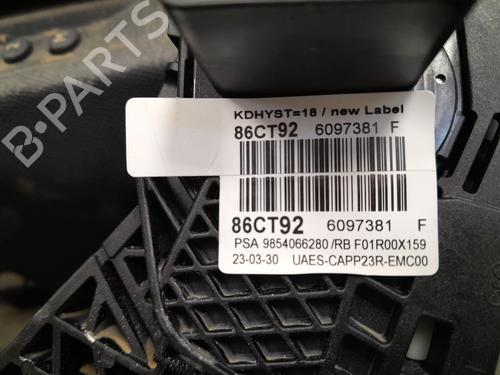 KDHYST=18 / new Label
86CT92 6097381 F
86CT92 6097381 F
PSA 9854066280 /RB F01R00X159
23-03-30 UAES-CAPP23R-EMC00
B-PARTS